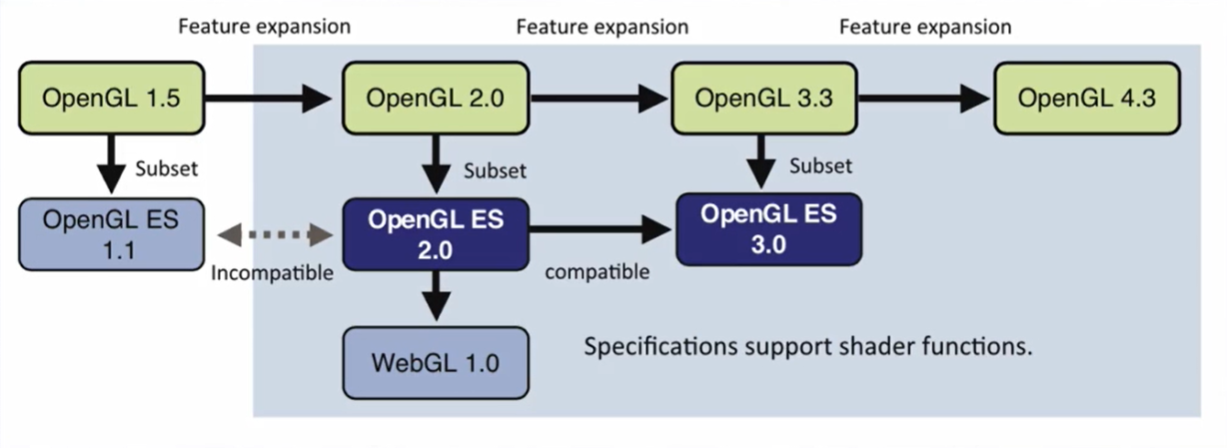 Feature expansion
Feature expansion
Feature expansion
OpenGL 1.5
OpenGL 2.0
OpenGL 3.3
OpenGL 4.3
Subset
Subset
Subset
OpenGL ES
1.1
OpenGL ES
2.0
OpenGL ES
3.0
Incompatible
compatible
WebGL 1.0
Specifications support shader functions.